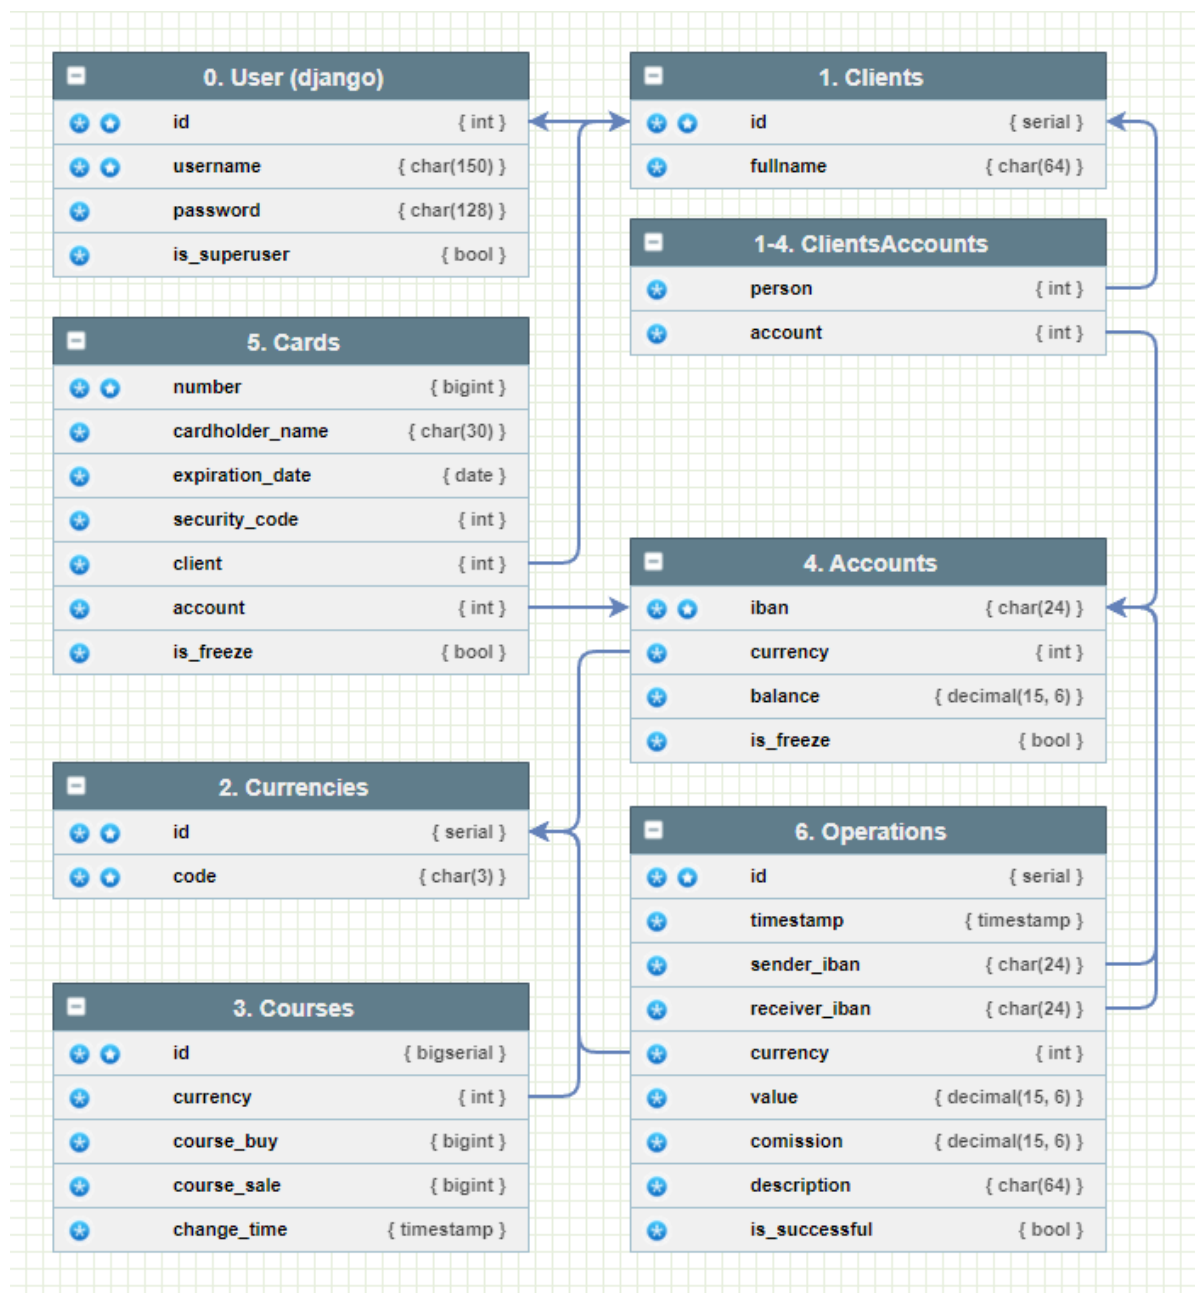 0. User (django)
id { int }
username { char(150) }
password { char(128) }
is_superuser { bool }
1. Clients
id { serial }
fullname { char(64) }
1-4. ClientsAccounts
person { int }
account { int }
5. Cards
number { bigint }
cardholder_name { char(30) }
expiration_date { date }
security_code { int }
client { int }
account { int }
is_freeze { bool }
4. Accounts
iban { char(24) }
currency { int }
balance { decimal(15, 6) }
is_freeze { bool }
2. Currencies
id { serial }
code { char(3) }
6. Operations
id { serial }
timestamp { timestamp }
sender_iban { char(24) }
receiver_iban { char(24) }
currency { int }
value { decimal(15, 6) }
comission { decimal(15, 6) }
description { char(64) }
is_successful { bool }
3. Courses
id { bigserial }
currency { int }
course_buy { bigint }
course_sale { bigint }
change_time { timestamp }